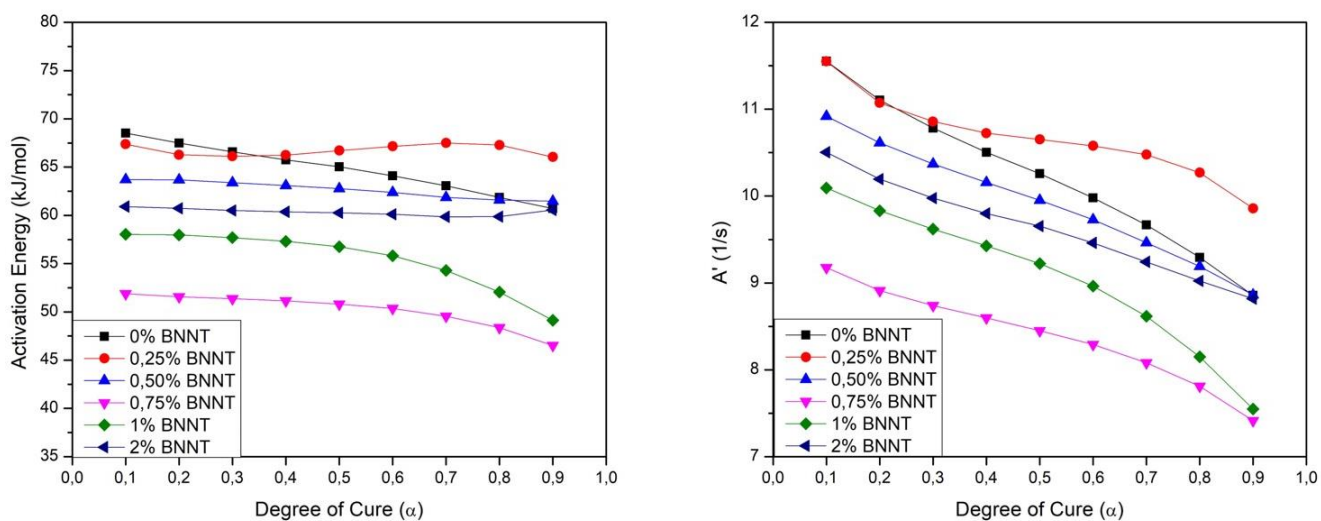 80
75
70
65
60
55
50
45
40
35
Activation Energy (kJ/mol)
0% BNNT
0,25% BNNT
0,50% BNNT
0,75% BNNT
1% BNNT
2% BNNT
0,0 0,1 0,2 0,3 0,4 0,5 0,6 0,7 0,8 0,9 1,0
Degree of Cure (α)
12
11
10
9
8
7
A' (1/s)
0% BNNT
0,25% BNNT
0,50% BNNT
0,75% BNNT
1% BNNT
2% BNNT
0,0 0,1 0,2 0,3 0,4 0,5 0,6 0,7 0,8 0,9 1,0
Degree of Cure (α)